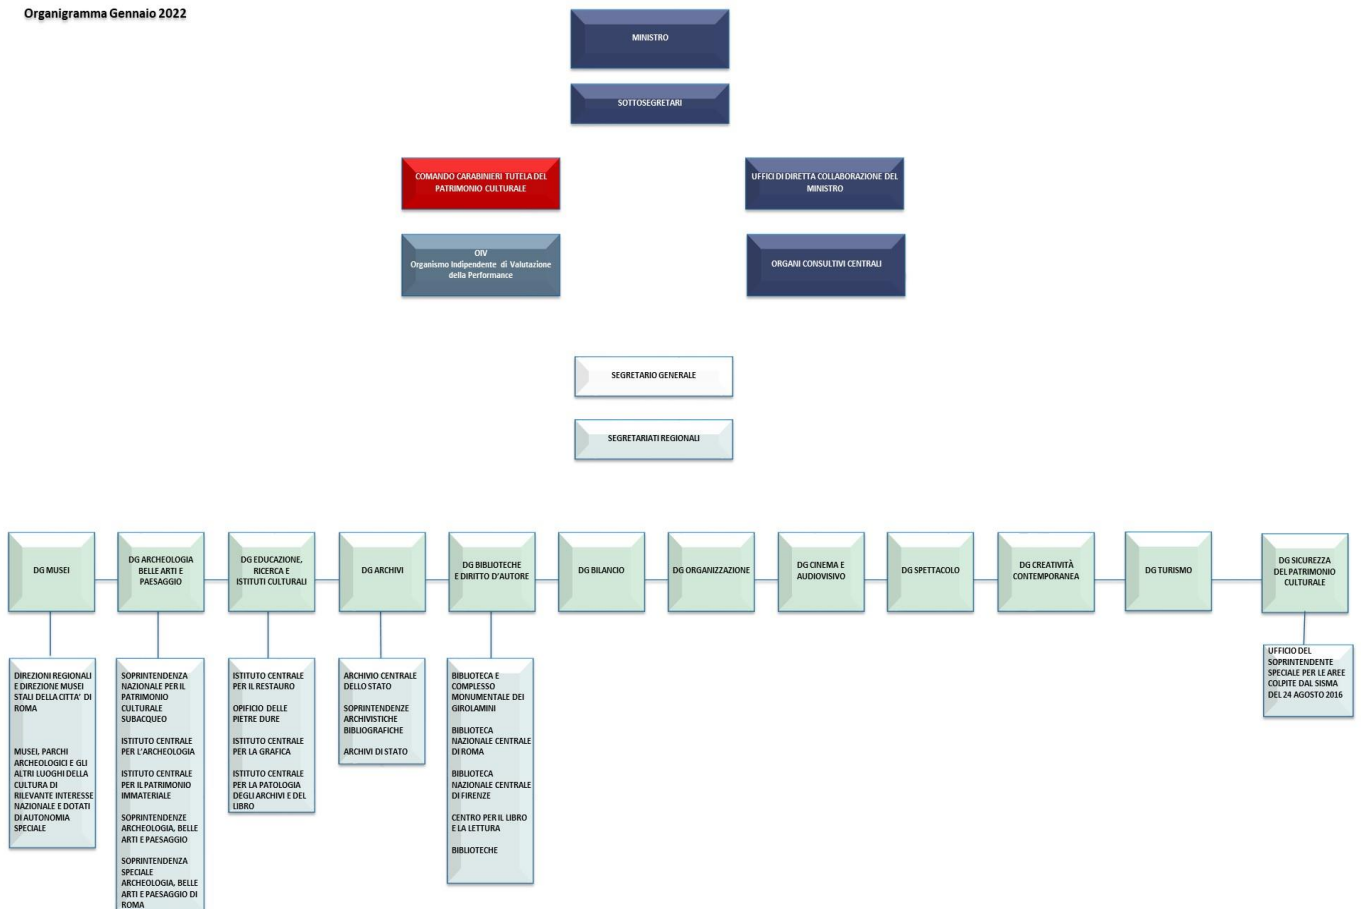 Organigramma Gennaio 2022
MINISTRO
SOTTOSEGRETARI
COMANDO CARABINIERI TUTELA DEL
PATRIMONIO CULTURALE
UFFICI DI DIRETTA COLLABORAZIONE DEL
MINISTRO
OIV
Organismo Indipendente di Valutazione
della Performance
ORGANI CONSULTIVI CENTRALI
SEGRETARIO GENERALE
SEGRETARIATI REGIONALI
DG MUSEI
DG ARCHEOLOGIA
BELLE ARTI E
PAESAGGIO
DG EDUCAZIONE,
RICERCA E
ISTITUTI CULTURALI
DG ARCHIVI
DG BIBLIOTECHE
E DIRITTO D'AUTORE
DG BILANCIO
DG ORGANIZZAZIONE
DG CINEMA E
AUDIOVISIVO
DG SPETTACOLO
DG CREATIVITÀ
CONTEMPORANEA
DG TURISMO
DG SICUREZZA
DEL PATRIMONIO
CULTURALE
DIREZIONI REGIONALI
E DIREZIONE MUSEI
STALI DELLA CITTA' DI
ROMA
MUSEI, PARCHI
ARCHEOLOGICI E GLI
ALTRI LUOGHI DELLA
CULTURA DI
RILEVANTE INTERESSE
NAZIONALE E DOTATI
DI AUTONOMIA
SPECIALE
SOPRINTENDENZA
NAZIONALE PER IL
PATRIMONIO
CULTURALE
SUBACQUEO
ISTITUTO CENTRALE
PER L'ARCHEOLOGIA
ISTITUTO CENTRALE
PER IL PATRIMONIO
IMMATERIALE
SOPRINTENDENZE
ARCHEOLOGIA, BELLE
ARTI E PAESAGGIO
SOPRINTENDENZA
SPECIALE
ARCHEOLOGIA, BELLE
ARTI E PAESAGGIO DI
ROMA
ISTITUTO CENTRALE
PER IL RESTAURO
OPIFICIO DELLE
PIETRE DURE
ISTITUTO CENTRALE
PER LA GRAFICA
ISTITUTO CENTRALE
PER LA PATOLOGIA
DEGLI ARCHIVI E DEL
LIBRO
ARCHIVIO CENTRALE
DELLO STATO
SOPRINTENDENZE
ARCHIVISTICHE
BIBLIOGRAFICHE
ARCHIVI DI STATO
BIBLIOTECA E
COMPLESSO
MONUMENTALE DEI
GIROLAMINI
BIBLIOTECA
NAZIONALE CENTRALE
DI ROMA
BIBLIOTECA
NAZIONALE CENTRALE
DI FIRENZE
CENTRO PER IL LIBRO
E LA LETTURA
BIBLIOTECHE
UFFICIO DEL
SOPRINTENDENTE
SPECIALE PER LE AREE
COLPITE DAL SISMA
DEL 24 AGOSTO 2016